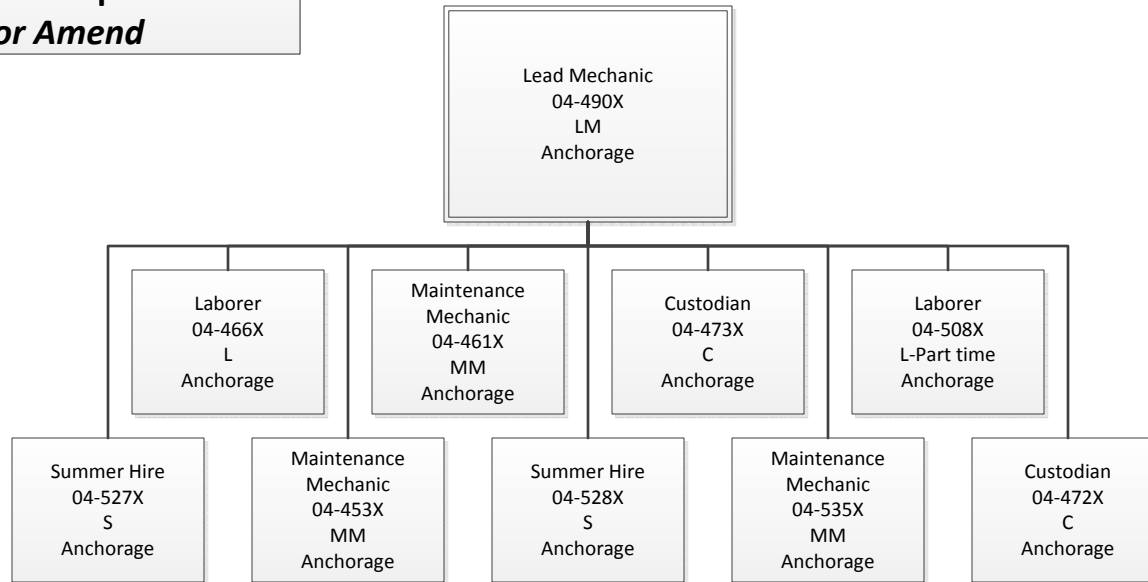 or Amend
Lead Mechanic
04-490X
LM
Anchorage
Laborer
04-466X
L
Anchorage
Maintenance
Mechanic
04-461X
MM
Anchorage
Custodian
04-473X
C
Anchorage
Laborer
04-508X
L-Part time
Anchorage
Summer Hire
04-527X
S
Anchorage
Maintenance
Mechanic
04-453X
MM
Anchorage
Summer Hire
04-528X
S
Anchorage
Maintenance
Mechanic
04-535X
MM
Anchorage
Custodian
04-472X
C
Anchorage